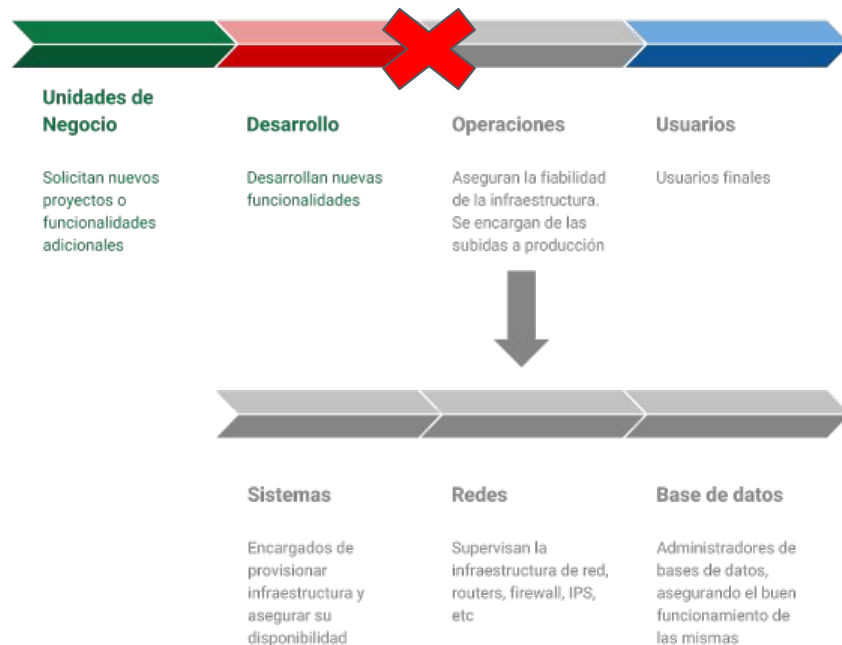 Unidades de
Negocio
Desarrollo
Operaciones
Usuarios
Solicitan nuevos
proyectos o
funcionalidades
adicionales
Desarrollan nuevas
funcionalidades
Aseguran la fiabilidad
de la infraestructura.
Se encargan de las
subidas a producción
Usuarios finales
Sistemas
Redes
Base de datos
Encargados de
provisionar
infraestructura y
asegurar su
disponibilidad
Supervisan la
infraestructura de red,
routers, firewall, IPS,
etc
Administradores de
bases de datos,
asegurando el buen
funcionamiento de
las mismas